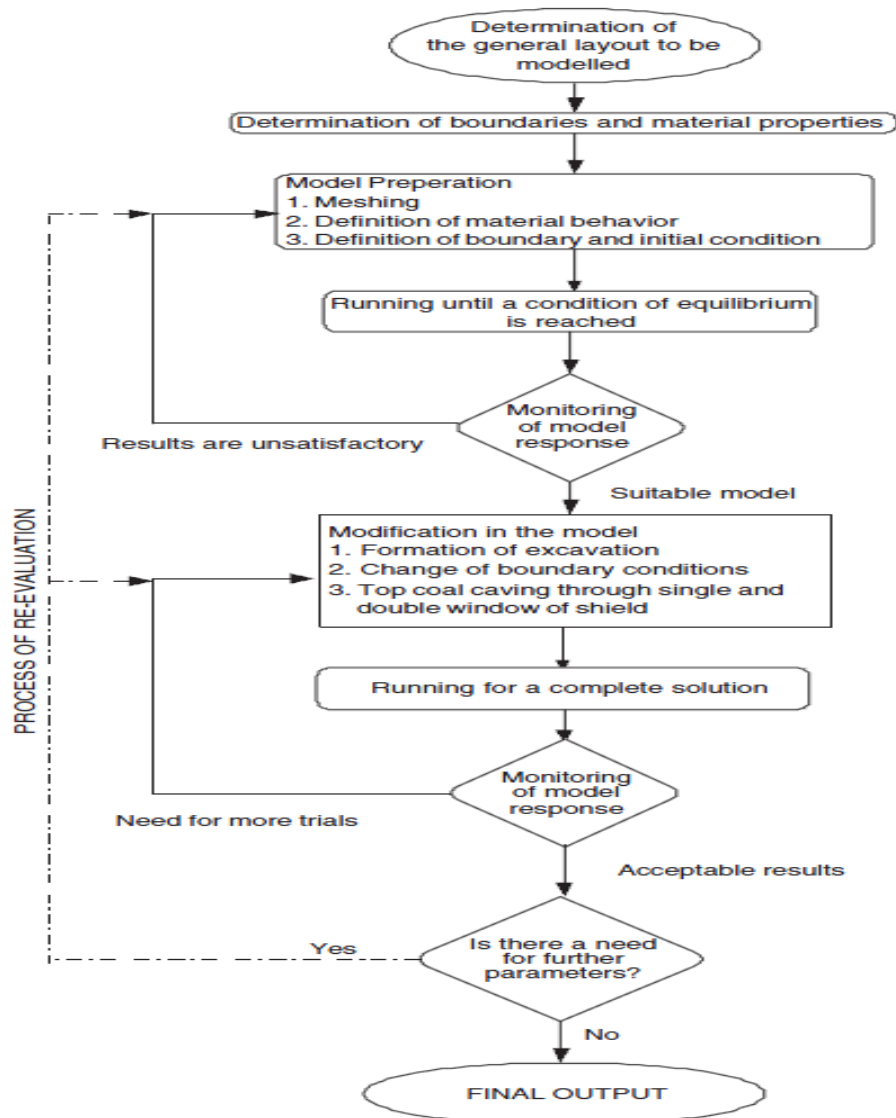 Determination of
the general layout to be
modelled
Determination of boundaries and material properties
Model Preperation
1. Meshing
2. Definition of material behavior
3. Definition of boundary and initial condition
Running until a condition of equilibrium
is reached
Monitoring
of model
response
Results are unsatisfactory
Suitable model
Modification in the model
1. Formation of excavation
2. Change of boundary conditions
3. Top coal caving through single and
double window of shield
PROCESS OF RE-EVALUATION
Running for a complete solution
Monitoring
of model
response
Need for more trials
Acceptable results
Is there a need
for further
parameters?
Yes
No
FINAL OUTPUT